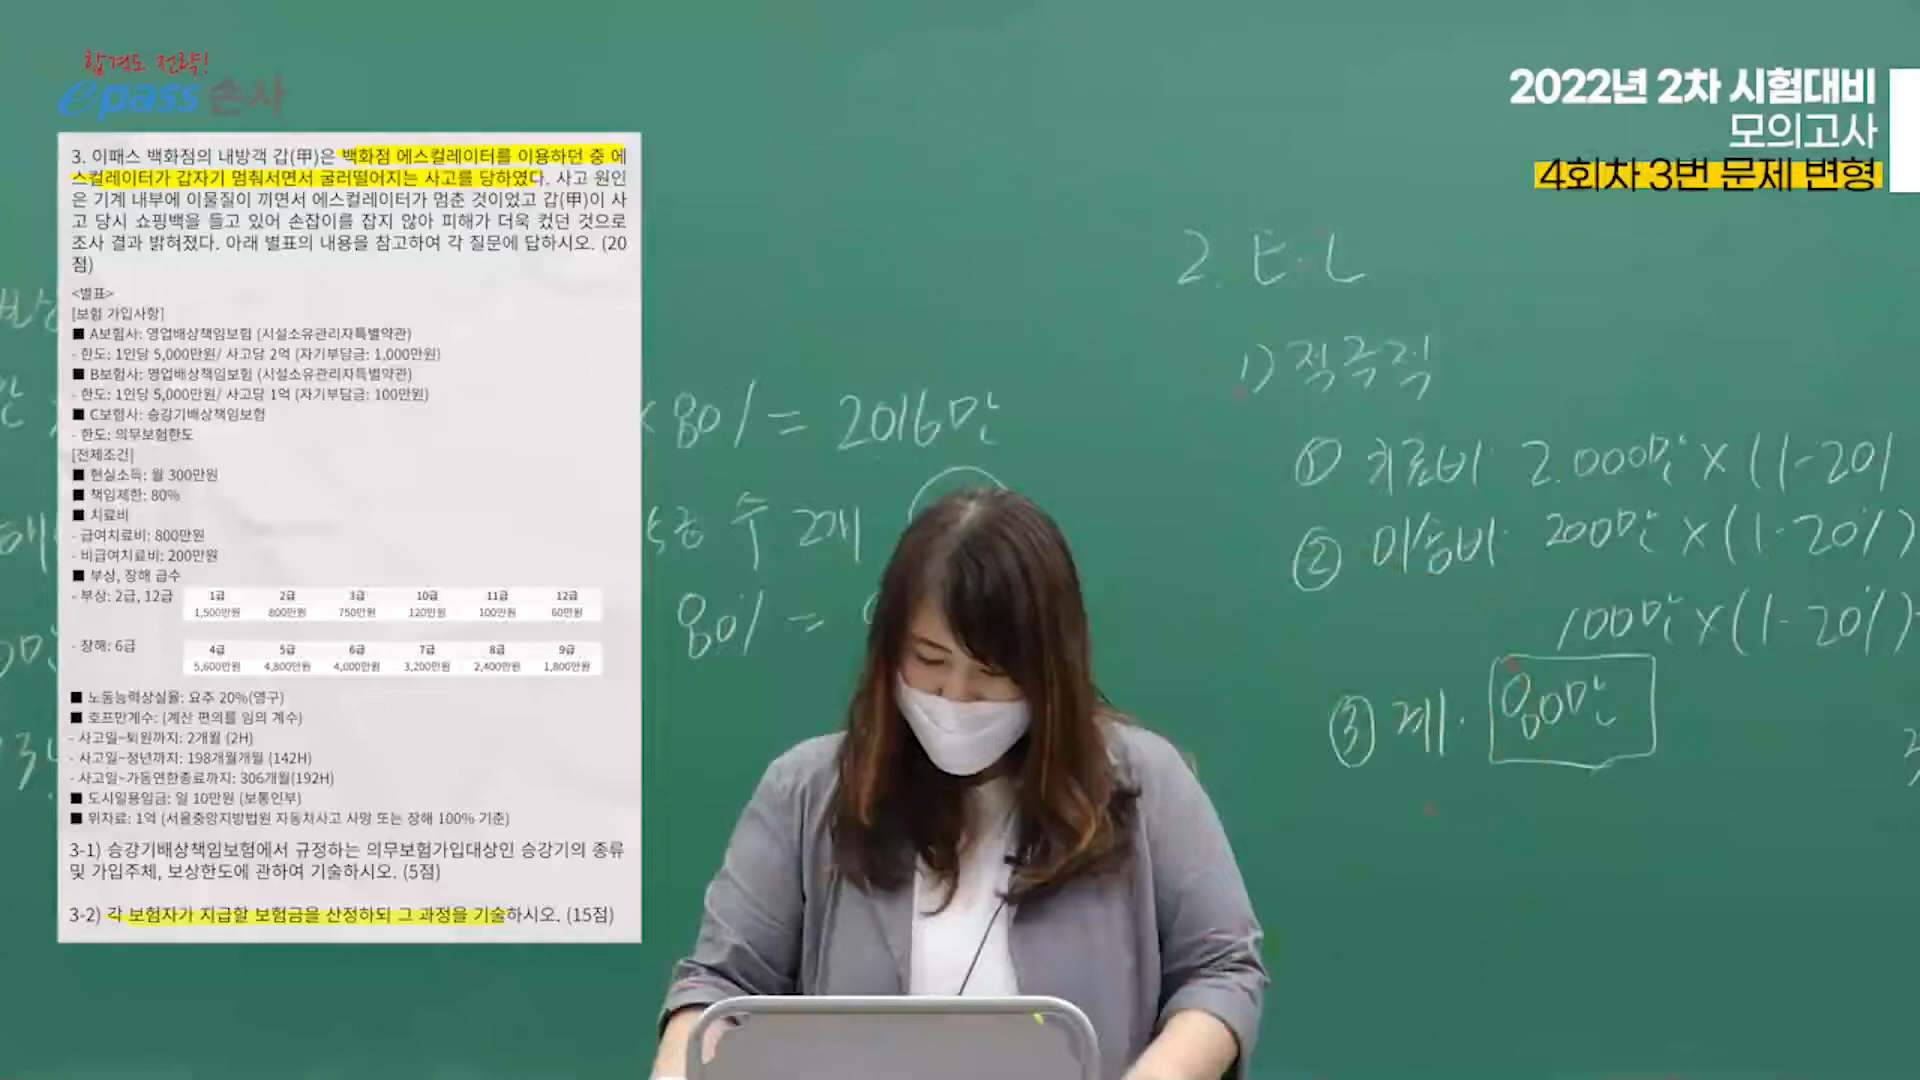 합격도 전략!
epass손사
2022년 2차 시험대비
모의고사
4회차 3번 문제 변형
3. 이패스 백화점의 내방객 갑(甲)은 백화점 에스컬레이터를 이용하던 중 에
스컬레이터가 갑자기 멈춰서면서 굴러떨어지는 사고를 당하였다. 사고 원인
은 기계 내부에 이물질이 끼면서 에스컬레이터가 멈춘 것이었고 갑(甲)이 사
고 당시 쇼핑백을 들고 있어 손잡이를 잡지 않아 피해가 더욱 컸던 것으로
조사 결과 밝혀졌다. 아래 별표의 내용을 참고하여 각 질문에 답하시오. (20
점)
<별표>
[보험 가입사항]
■ A보험사: 영업배상책임보험 (시설소유관리자특별약관)
- 한도: 1인당 5,000만원/ 사고당 2억 (자기부담금: 1,000만원)
■ B보험사: 영업배상책임보험 (시설소유관리자특별약관)
- 한도: 1인당 5,000만원/ 사고당 1억 (자기부담금: 100만원)
■ C보험사: 승강기배상책임보험
- 한도: 의무보험한도
[전제조건]
■ 현실소득: 월 300만원
■ 책임제한: 80%
■ 치료비
- 급여치료비: 800만원
- 비급여치료비: 200만원
■ 부상, 장해 급수
- 부상: 2급, 12급
1급 2급 3급 10급 11급 12급
1,500만원 800만원 750만원 120만원 100만원 60만원
- 장해: 6급
4급 5급 6급 7급 8급 9급
5,600만원 4,800만원 4,000만원 3,200만원 2,400만원 1,800만원
■ 노동능력상실율: 요추 20%(영구)
■ 호프만계수: (계산 편의를 임의 계수)
- 사고일~퇴원까지: 2개월 (2H)
- 사고일~정년까지: 198개월개월 (142H)
- 사고일~가동연한종료까지: 306개월(192H)
■ 도시일용임금: 일 10만원 (보통인부)
■ 위자료: 1억 (서울중앙지방법원 자동차사고 사망 또는 장해 100% 기준)
3-1) 승강기배상책임보험에서 규정하는 의무보험가입대상인 승강기의 종류
및 가입주체, 보상한도에 관하여 기술하시오. (5점)
3-2) 각 보험자가 지급할 보험금을 산정하되 그 과정을 기술하시오. (15점)
× 80% = 2016만
수 2개
80% =
2. E.L
1) 적극적
① 치료비 2.000만 × (1-20%
② 미용비 200만 × (1-20%)
100만 × (1-20%)
③ 계. 80만